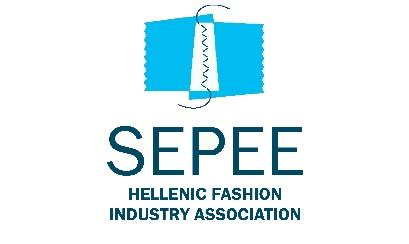 SEPEE
HELLENIC FASHION
INDUSTRY ASSOCIATION